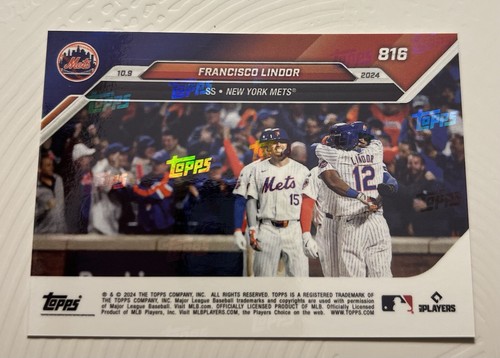 Mets
816
10.9 FRANCISCO LINDOR 2024
SS • NEW YORK METS®
TOPPS
TOPPS
TOPPS
LINDOR
12
Mets
15
TOPPS
® & © 2024 THE TOPPS COMPANY, INC. ALL RIGHTS RESERVED. TOPPS IS A REGISTERED TRADEMARK OF
THE TOPPS COMPANY, INC. Major League Baseball trademarks and copyrights are used with permission
of Major League Baseball. Visit MLB.com. OFFICIALLY LICENSED PRODUCT OF MLB. Officially Licensed
Product of MLB Players, Inc. Visit MLBPLAYERS.com, the Players Choice on the web. WWW.TOPPS.COM
PLAYERS